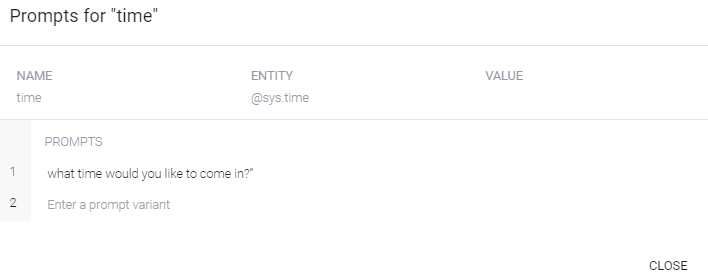 Prompts for "time"
NAME ENTITY VALUE
time @sys.time
PROMPTS
1 what time would you like to come in?"
2 Enter a prompt variant
CLOSE